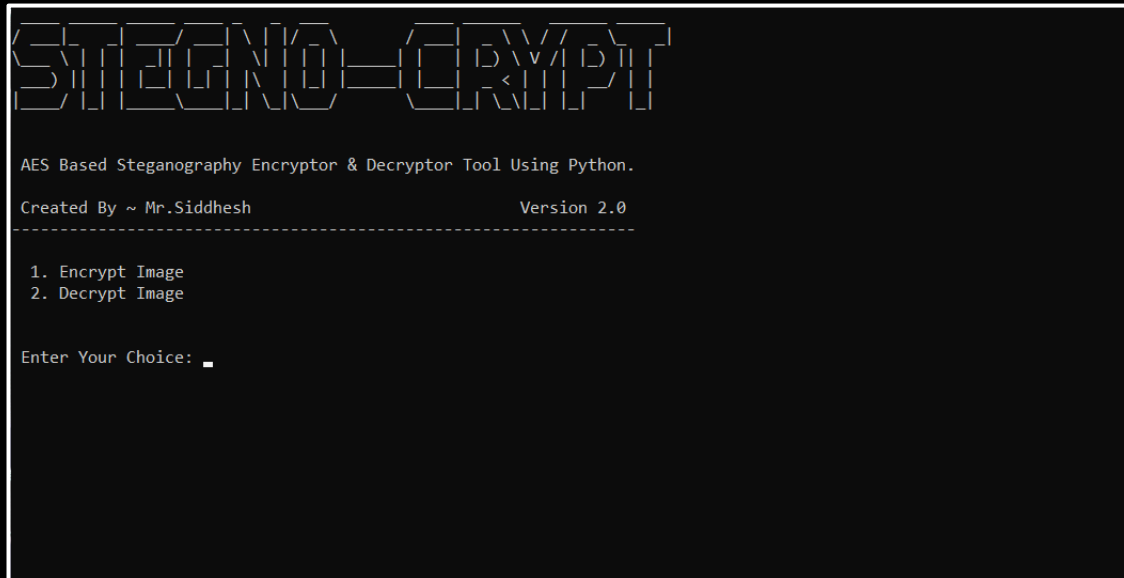 STEGNO-CRYPT
AES Based Steganography Encryptor & Decryptor Tool Using Python.
Created By ~ Mr.Siddhesh Version 2.0
1. Encrypt Image
2. Decrypt Image
Enter Your Choice: